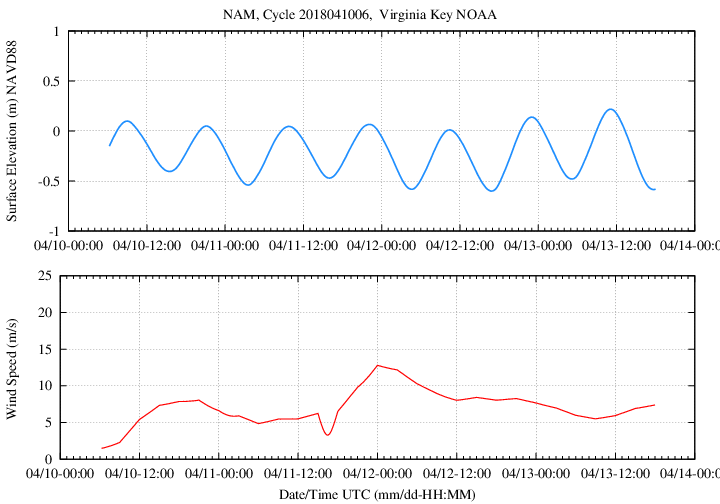 NAM, Cycle 2018041006,  Virginia Key NOAA
Surface Elevation (m) NAVD88
1
0.5
0
-0.5
-1
04/10-00:00 04/10-12:00 04/11-00:00 04/11-12:00 04/12-00:00 04/12-12:00 04/13-00:00 04/13-12:00 04/14-00:00
Wind Speed (m/s)
25
20
15
10
5
0
04/10-00:00 04/10-12:00 04/11-00:00 04/11-12:00 04/12-00:00 04/12-12:00 04/13-00:00 04/13-12:00 04/14-00:00
Date/Time UTC (mm/dd-HH:MM)